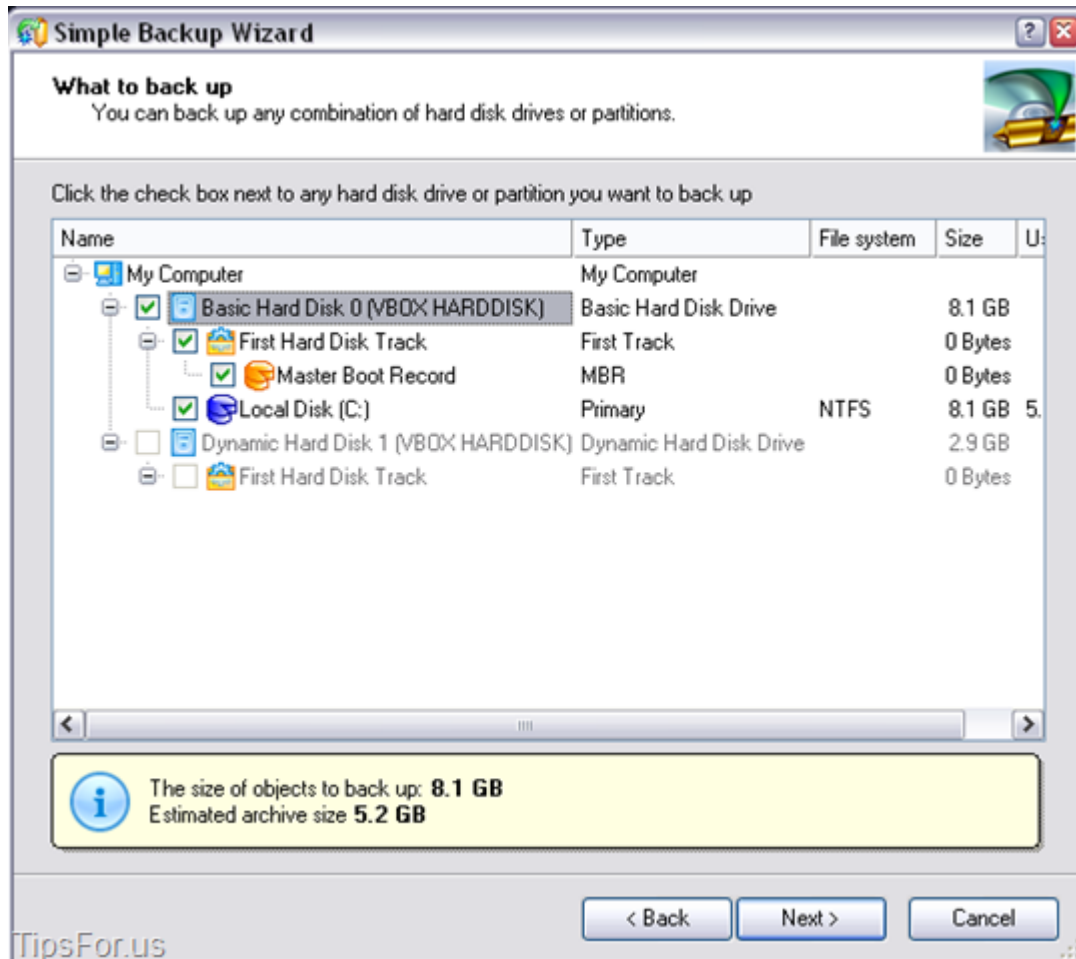 Simple Backup Wizard
What to back up
You can back up any combination of hard disk drives or partitions.
Click the check box next to any hard disk drive or partition you want to back up
Name Type File system Size
My Computer My Computer
Basic Hard Disk 0 (VBOX HARDDISK) Basic Hard Disk Drive 8.1 GB
First Hard Disk Track First Track 0 Bytes
Master Boot Record MBR 0 Bytes
Local Disk (C:) Primary NTFS 8.1 GB 5.
Dynamic Hard Disk 1 (VBOX HARDDISK) Dynamic Hard Disk Drive 2.9 GB
First Hard Disk Track First Track 0 Bytes
The size of objects to back up: 8.1 GB
Estimated archive size 5.2 GB
< Back Next > Cancel
TipsFor.us